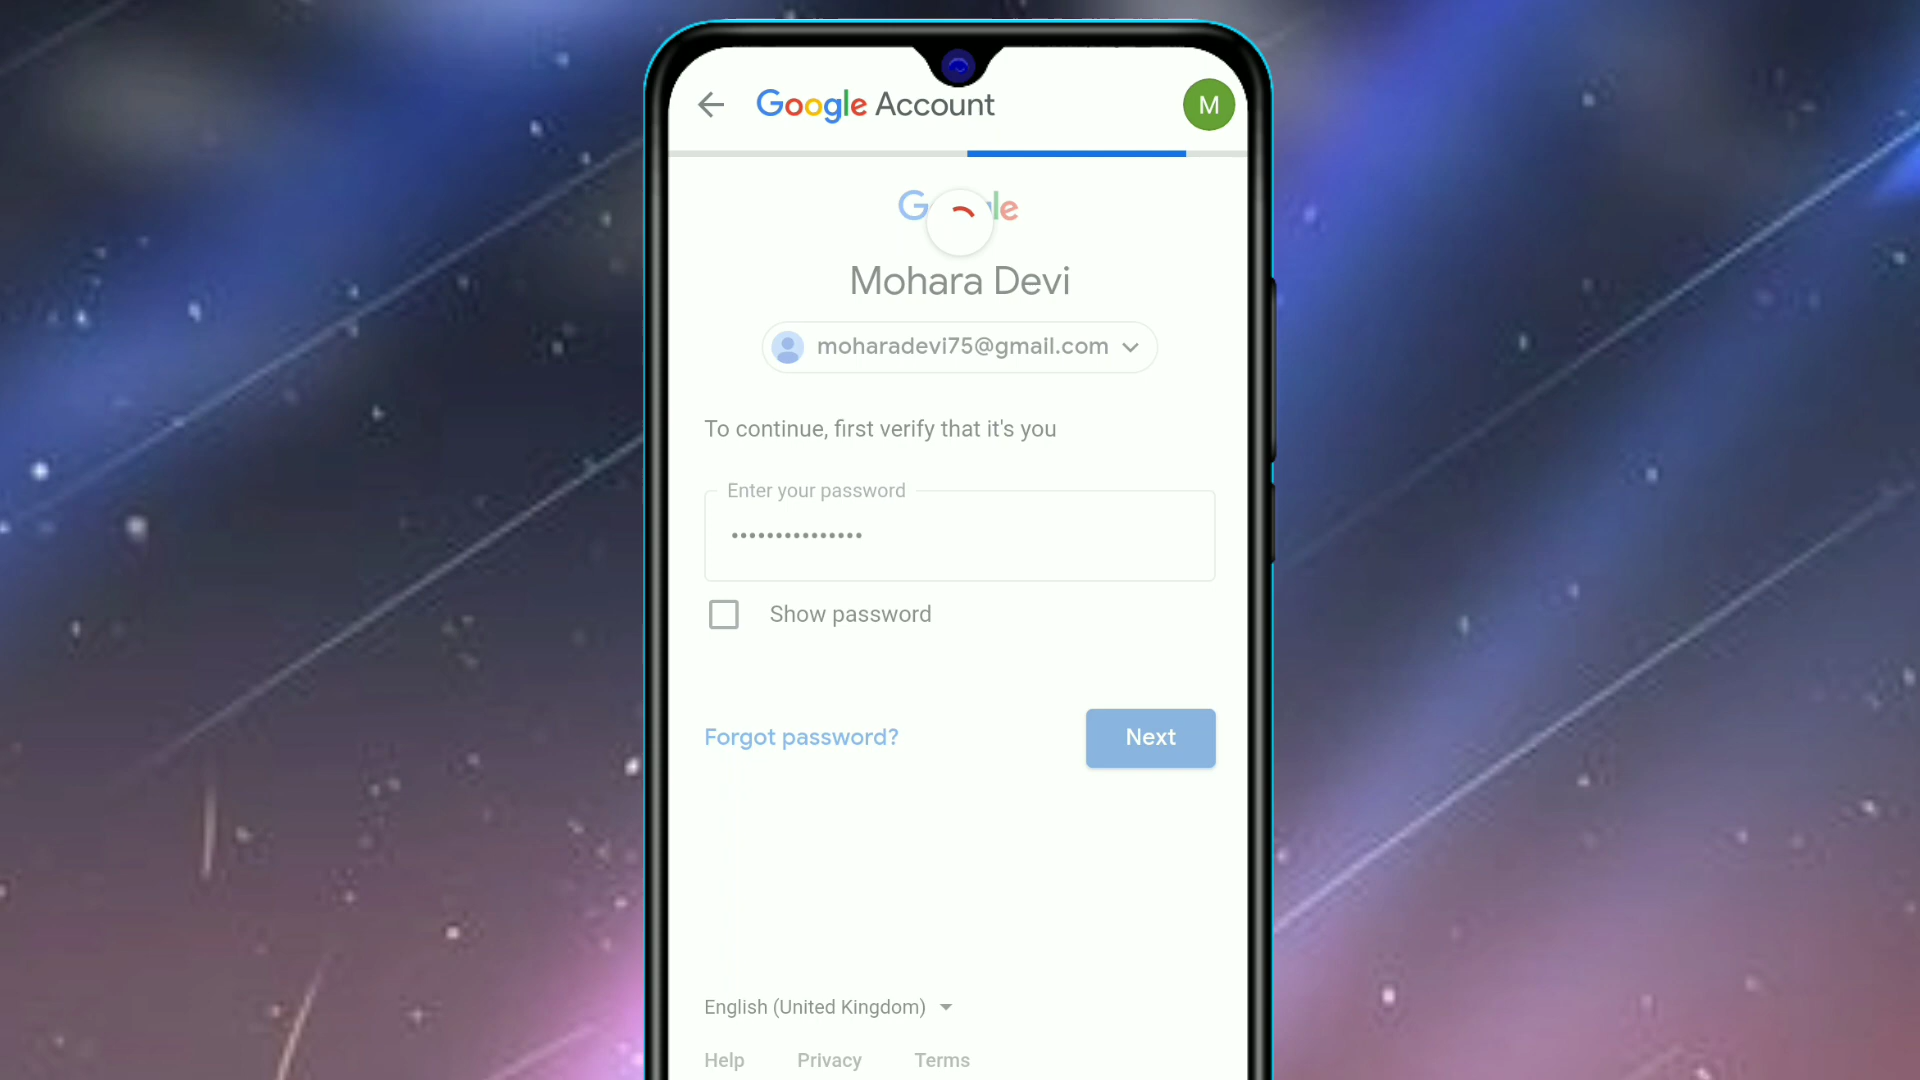 Google Account
M
Google
Mohara Devi
moharadevi75@gmail.com
To continue, first verify that it's you
Enter your password
•••••••••••••••
Show password
Forgot password?
Next
English (United Kingdom)
Help Privacy Terms